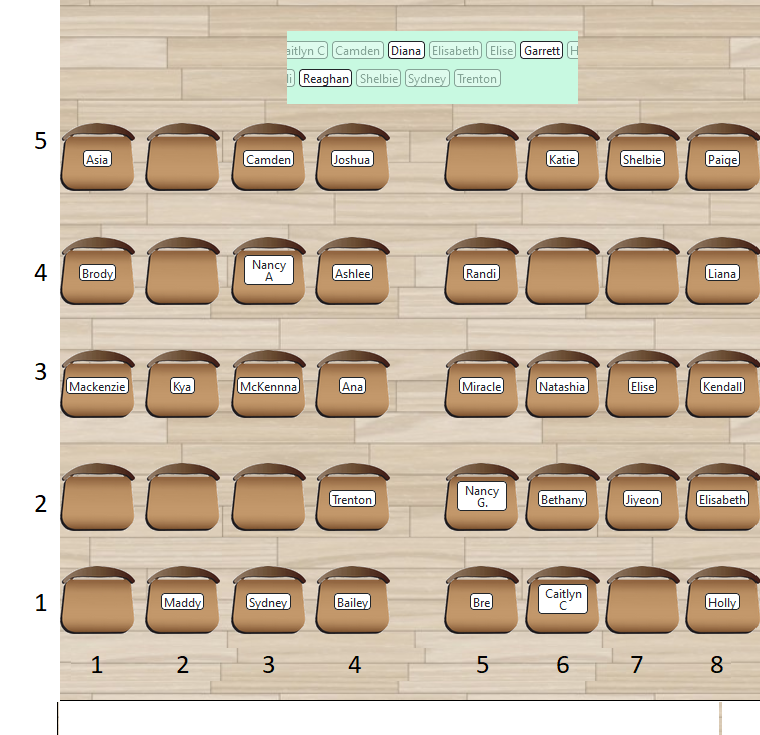 aitlyn C Camden Diana Elisabeth Elise Garrett H
Reaghan Shelbie Sydney Trenton
5 Asia Camden Joshua Katie Shelbie Paige
4 Brody Nancy A Ashlee Randi Liana
3 Mackenzie Kya McKennna Ana Miracle Natashia Elise Kendall
2 Trenton Nancy G. Bethany Jiyeon Elisabeth
1 Maddy Sydney Bailey Bre Caitlyn C Holly
1 2 3 4 5 6 7 8